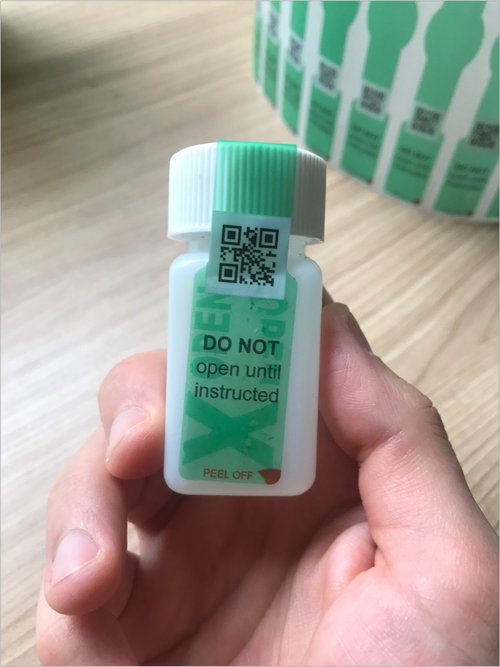 DO NOT
open until
instructed
PEEL OFF